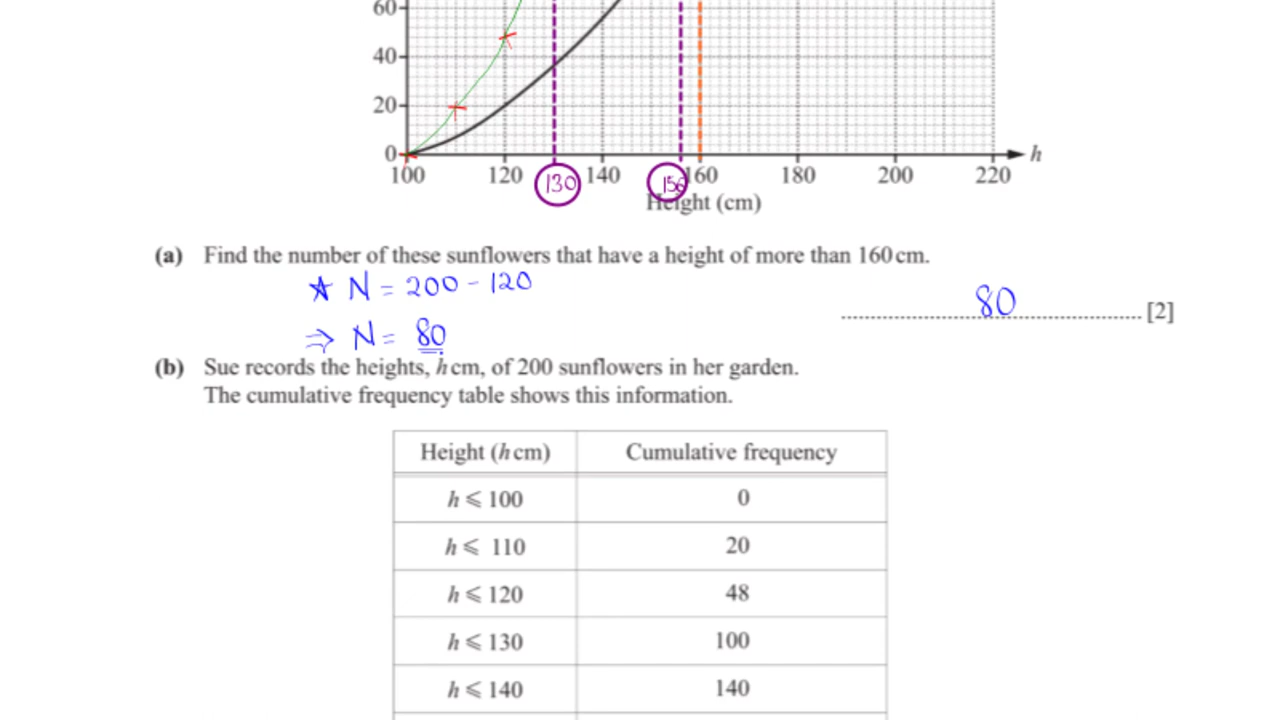 60
40
20
0
h
100 120 130 140 156 160 180 200 220
Height (cm)
(a) Find the number of these sunflowers that have a height of more than 160 cm.
☆ N = 200 - 120
80 [2]
⇒ N = 80
(b) Sue records the heights, h cm, of 200 sunflowers in her garden.
The cumulative frequency table shows this information.
Height (h cm) Cumulative frequency
h ⩽ 100 0
h ⩽ 110 20
h ⩽ 120 48
h ⩽ 130 100
h ⩽ 140 140